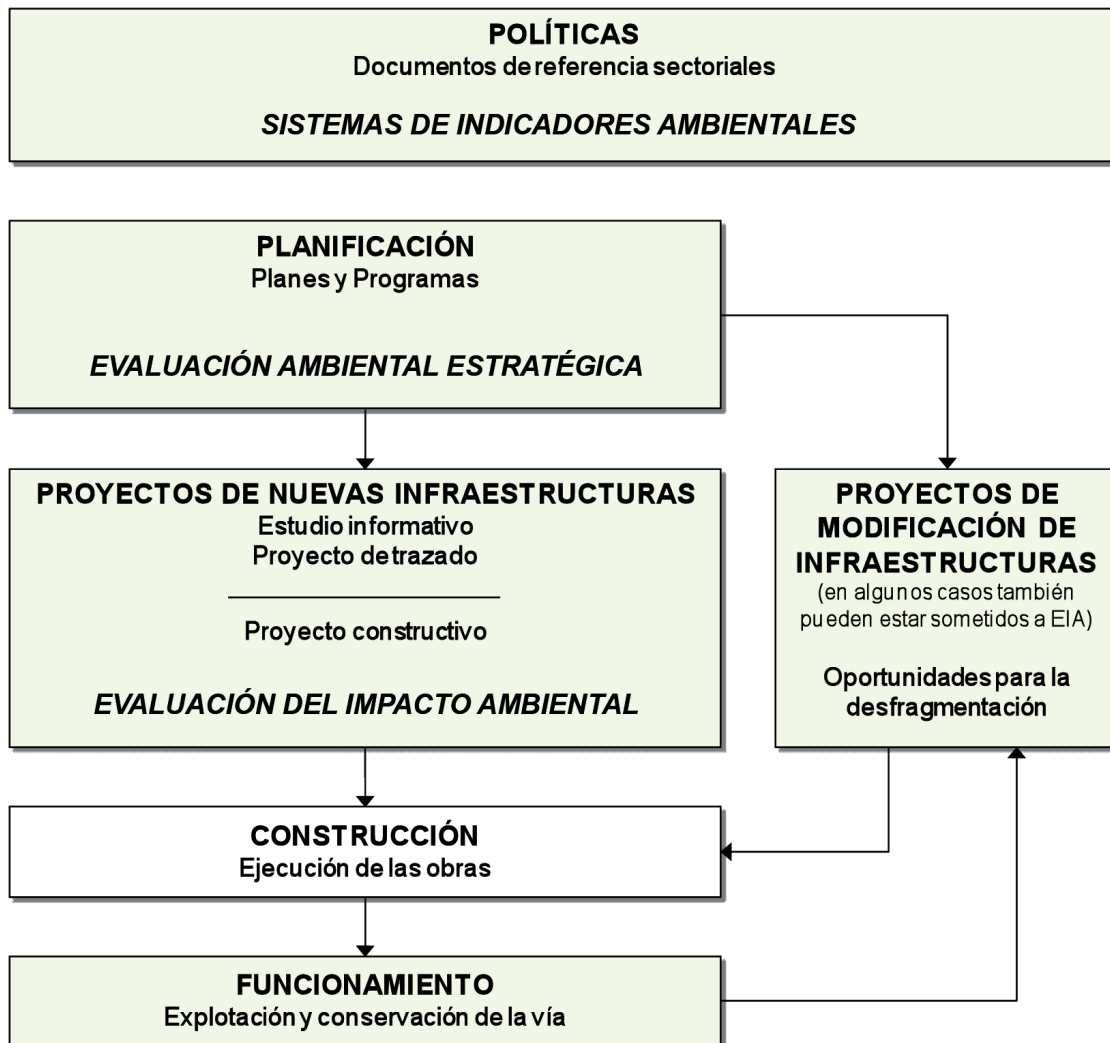 POLÍTICAS
Documentos de referencia sectoriales
SISTEMAS DE INDICADORES AMBIENTALES
PLANIFICACIÓN
Planes y Programas
EVALUACIÓN AMBIENTAL ESTRATÉGICA
PROYECTOS DE NUEVAS INFRAESTRUCTURAS
Estudio informativo
Proyecto de trazado
Proyecto constructivo
EVALUACIÓN DEL IMPACTO AMBIENTAL
PROYECTOS DE
MODIFICACIÓN DE
INFRAESTRUCTURAS
(en algunos casos también
pueden estar sometidos a EIA)
Oportunidades para la
desfragmentación
CONSTRUCCIÓN
Ejecución de las obras
FUNCIONAMIENTO
Explotación y conservación de la vía